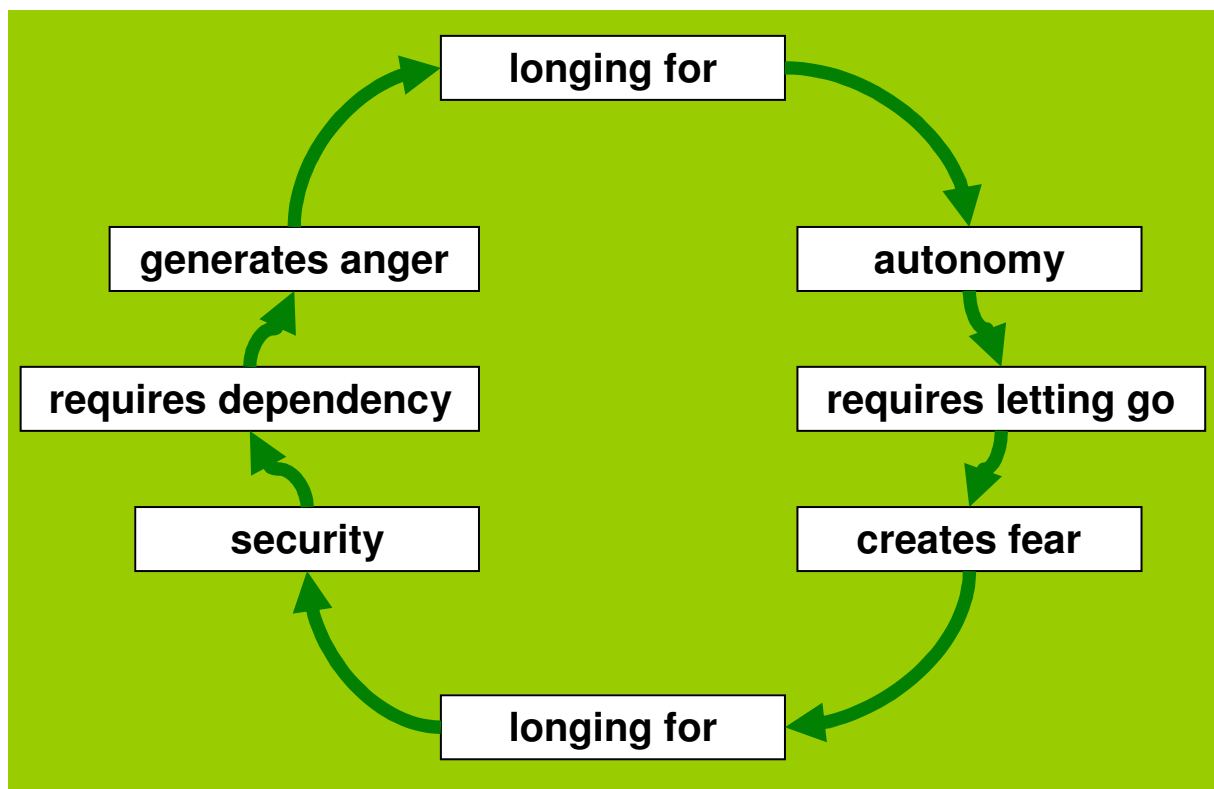 longing for
autonomy
requires letting go
creates fear
longing for
security
requires dependency
generates anger